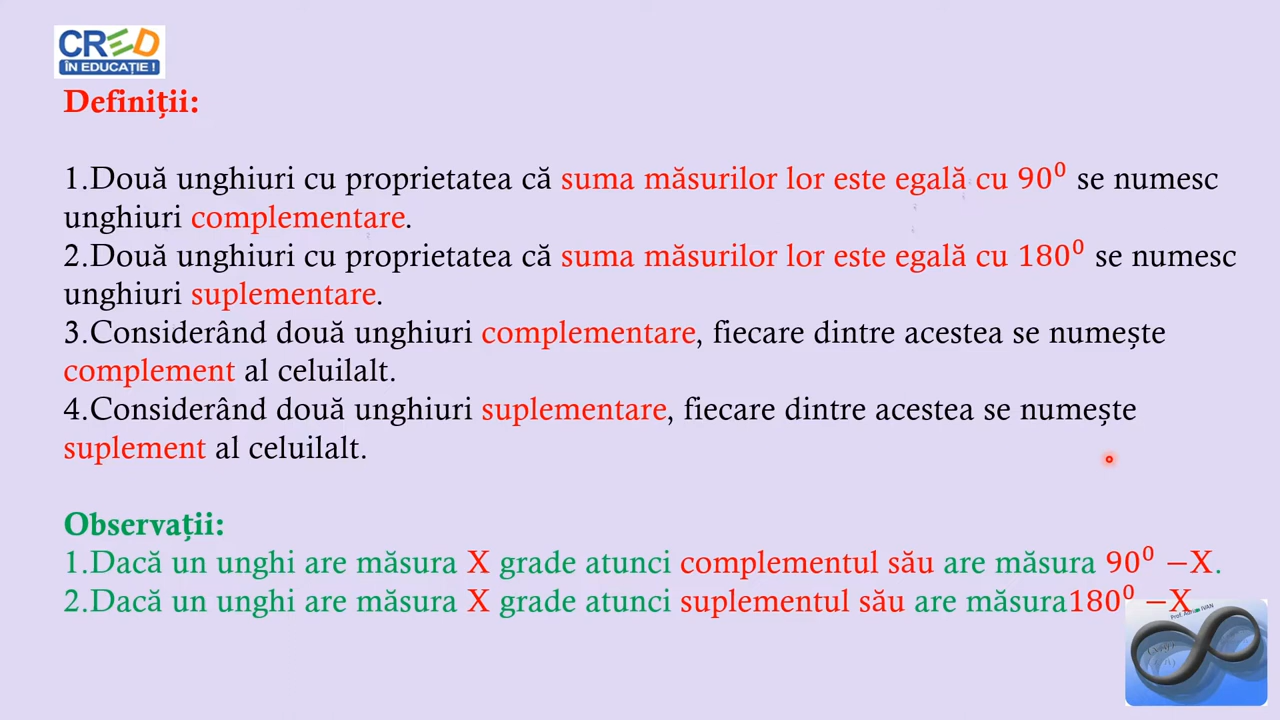 CRED
ÎN EDUCAȚIE !
Definiții:
1.Două unghiuri cu proprietatea că suma măsurilor lor este egală cu 90⁰ se numesc
unghiuri complementare.
2.Două unghiuri cu proprietatea că suma măsurilor lor este egală cu 180⁰ se numesc
unghiuri suplementare.
3.Considerând două unghiuri complementare, fiecare dintre acestea se numește
complement al celuilalt.
4.Considerând două unghiuri suplementare, fiecare dintre acestea se numește
suplement al celuilalt.
Observații:
1.Dacă un unghi are măsura X grade atunci complementul său are măsura 90⁰ −X.
2.Dacă un unghi are măsura X grade atunci suplementul său are măsura180⁰ −X
Prof. IVAN